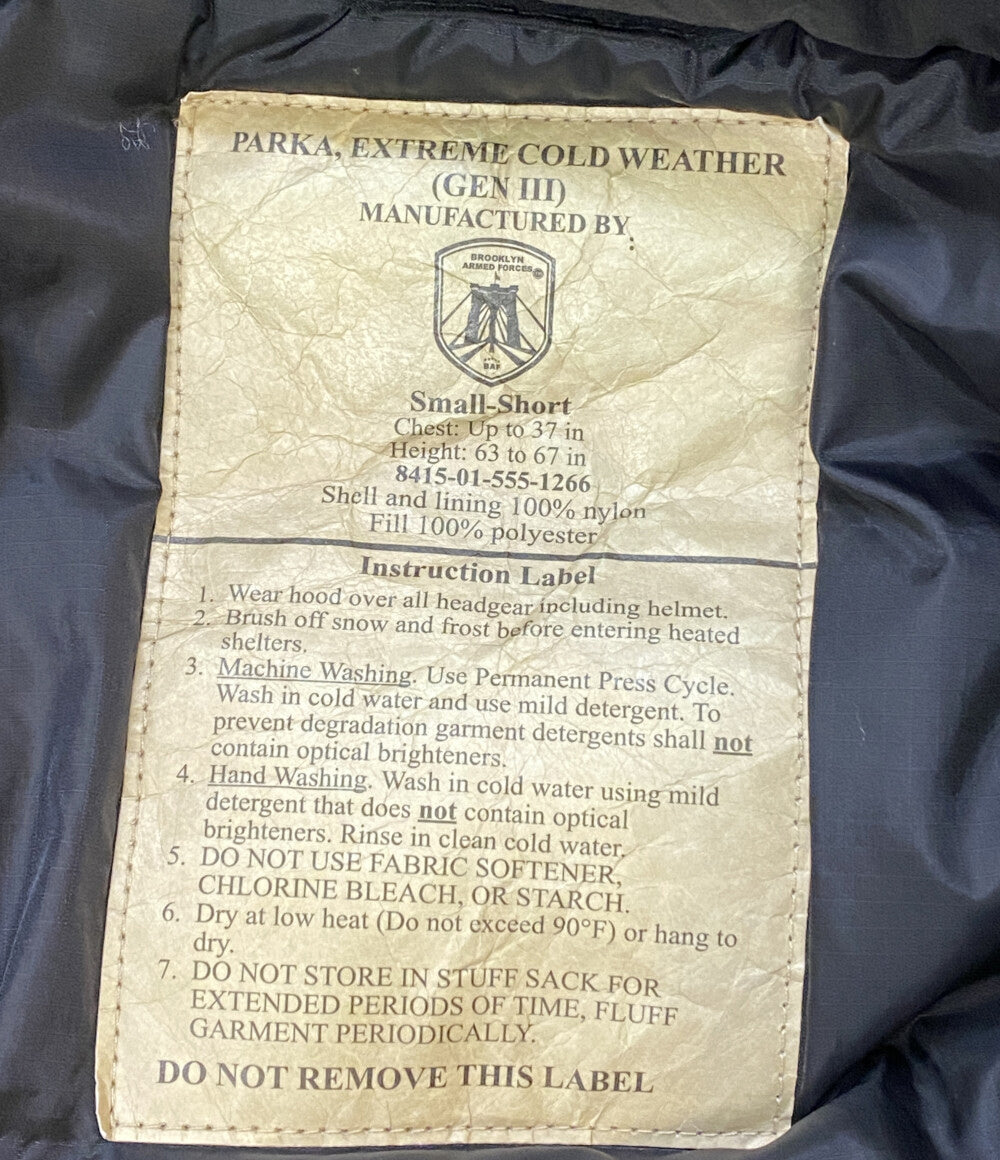 PARKA, EXTREME COLD WEATHER
(GEN III)
MANUFACTURED BY:
BROOKLYN
ARMED FORCES
BAF
Small-Short
Chest: Up to 37 in
Height: 63 to 67 in
8415-01-555-1266
Shell and lining 100% nylon
Fill 100% polyester
Instruction Label
1. Wear hood over all headgear including helmet.
2. Brush off snow and frost before entering heated
shelters.
3. Machine Washing. Use Permanent Press Cycle.
Wash in cold water and use mild detergent. To
prevent degradation garment detergents shall not
contain optical brighteners.
4. Hand Washing. Wash in cold water using mild
detergent that does not contain optical
brighteners. Rinse in clean cold water.
5. DO NOT USE FABRIC SOFTENER,
CHLORINE BLEACH, OR STARCH.
6. Dry at low heat (Do not exceed 90°F) or hang to
dry.
7. DO NOT STORE IN STUFF SACK FOR
EXTENDED PERIODS OF TIME, FLUFF
GARMENT PERIODICALLY.
DO NOT REMOVE THIS LABEL